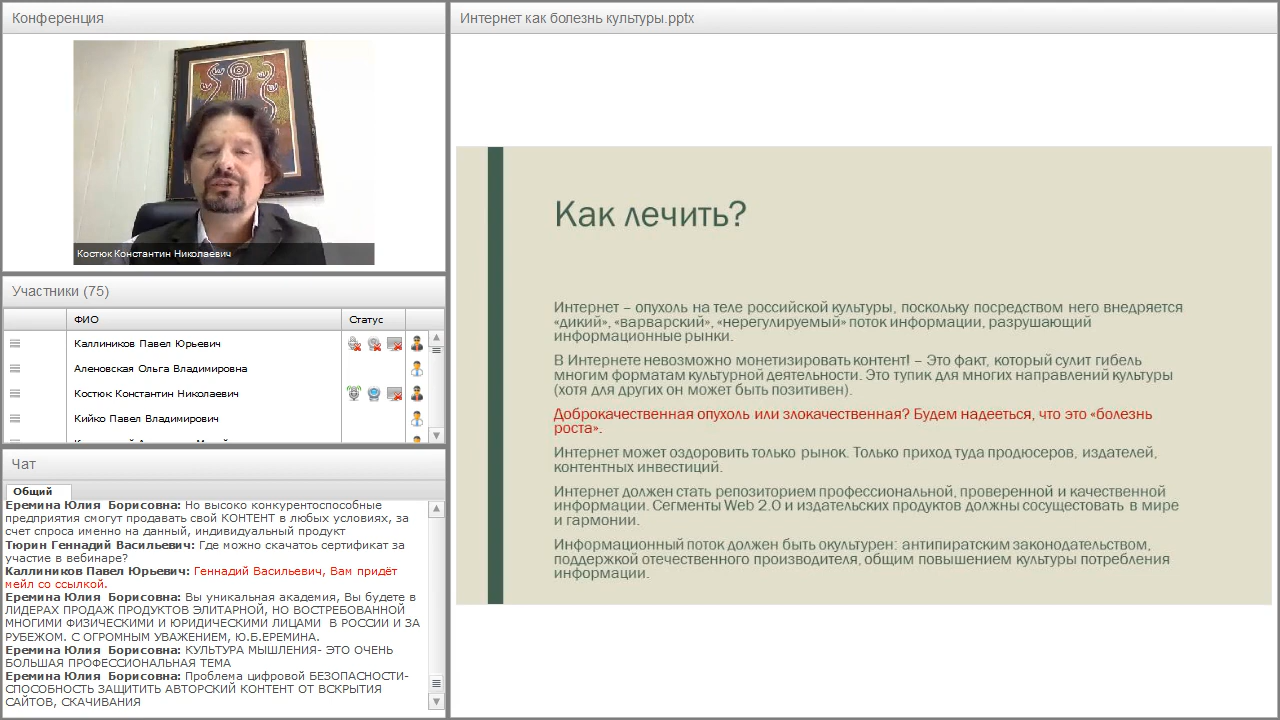 Конференция
Костюк Константин Николаевич
Участники (75)
ФИО
Статус
Каллиников Павел Юрьевич
Аленовская Ольга Владимировна
Костюк Константин Николаевич
Кийко Павел Владимирович
Чат
Общий
Еремина Юлия Борисовна: Но высоко конкурентоспособные
предприятия смогут продавать свой КОНТЕНТ в любых условиях, за
счет спроса именно на данный, индивидуальный продукт
Тюрин Геннадий Васильевич: Где можно скачатоь сертификат за
участие в вебинаре?
Каллиников Павел Юрьевич: Геннадий Васильевич, Вам придёт
мейл со ссылкой.
Еремина Юлия Борисовна: Вы уникальная академия, Вы будете в
ЛИДЕРАХ ПРОДАЖ ПРОДУКТОВ ЭЛИТАРНОЙ, НО ВОСТРЕБОВАННОЙ
МНОГИМИ ФИЗИЧЕСКИМИ И ЮРИДИЧЕСКИМИ ЛИЦАМИ В РОССИИ И ЗА
РУБЕЖОМ. С ОГРОМНЫМ УВАЖЕНИЕМ, Ю.Б.ЕРЕМИНА.
Еремина Юлия Борисовна: КУЛЬТУРА МЫШЛЕНИЯ- ЭТО ОЧЕНЬ
БОЛЬШАЯ ПРОФЕССИОНАЛЬНАЯ ТЕМА
Еремина Юлия Борисовна: Проблема цифровой БЕЗОПАСНОСТИ-
СПОСОБНОСТЬ ЗАЩИТИТЬ АВТОРСКИЙ КОНТЕНТ ОТ ВСКРЫТИЯ
САЙТОВ, СКАЧИВАНИЯ
Интернет как болезнь культуры.pptx
Как лечить?
Интернет – опухоль на теле российской культуры, поскольку посредством него внедряется
«дикий», «варварский», «нерегулируемый» поток информации, разрушающий
информационные рынки.
В Интернете невозможно монетизировать контент! – Это факт, который сулит гибель
многим форматам культурной деятельности. Это тупик для многих направлений культуры
(хотя для других он может быть позитивен).
Доброкачественная опухоль или злокачественная? Будем надееться, что это «болезнь
роста».
Интернет может оздоровить только рынок. Только приход туда продюсеров, издателей,
контентных инвестиций.
Интернет должен стать репозиторием профессиональной, проверенной и качественной
информации. Сегменты Web 2.0 и издательских продуктов должны сосуществовать в мире
и гармонии.
Информационный поток должен быть окультурен: антипиратским законодательством,
поддержкой отечественного производителя, общим повышением культуры потребления
информации.